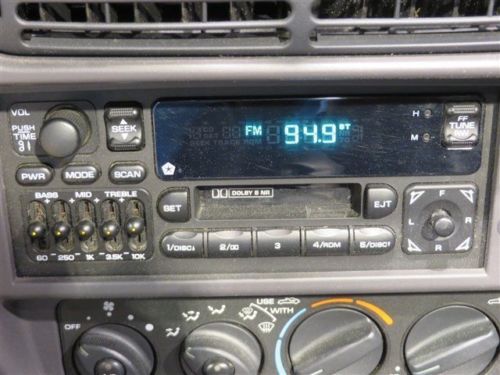 VOL
PUSH
TIME
SEEK
FM 94.9 BT
H
M
FF
TUNE
RW
PWR MODE SCAN
BASS MID TREBLE
60 250 1K 3.5K 10K
SET
DOLBY B NR
EJT
1/DISC 2 3 4/RDM 5/DISC
F
L R
R
OFF
USE
WITH